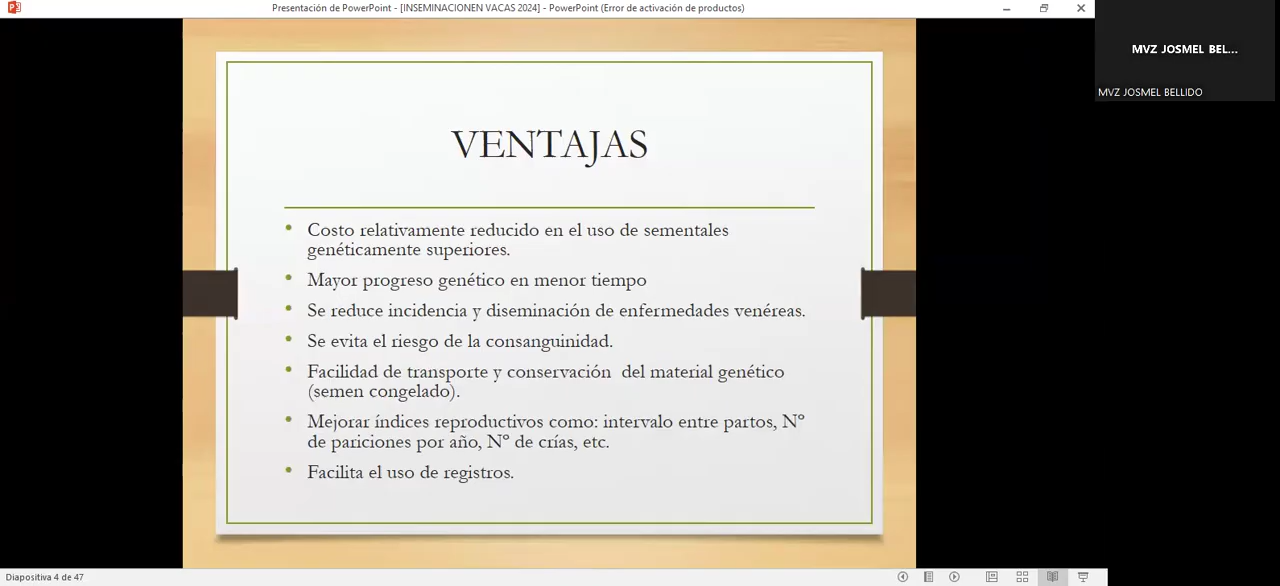 Presentación de PowerPoint - [INSEMINACIONEN VACAS 2024] - PowerPoint (Error de activación de productos)
MVZ JOSMEL BEL...
MVZ JOSMEL BELLIDO
VENTAJAS
• Costo relativamente reducido en el uso de sementales
genéticamente superiores.
• Mayor progreso genético en menor tiempo
• Se reduce incidencia y diseminación de enfermedades venéreas.
• Se evita el riesgo de la consanguinidad.
• Facilidad de transporte y conservación del material genético
(semen congelado).
• Mejorar índices reproductivos como: intervalo entre partos, Nº
de pariciones por año, Nº de crías, etc.
• Facilita el uso de registros.
Diapositiva 4 de 47